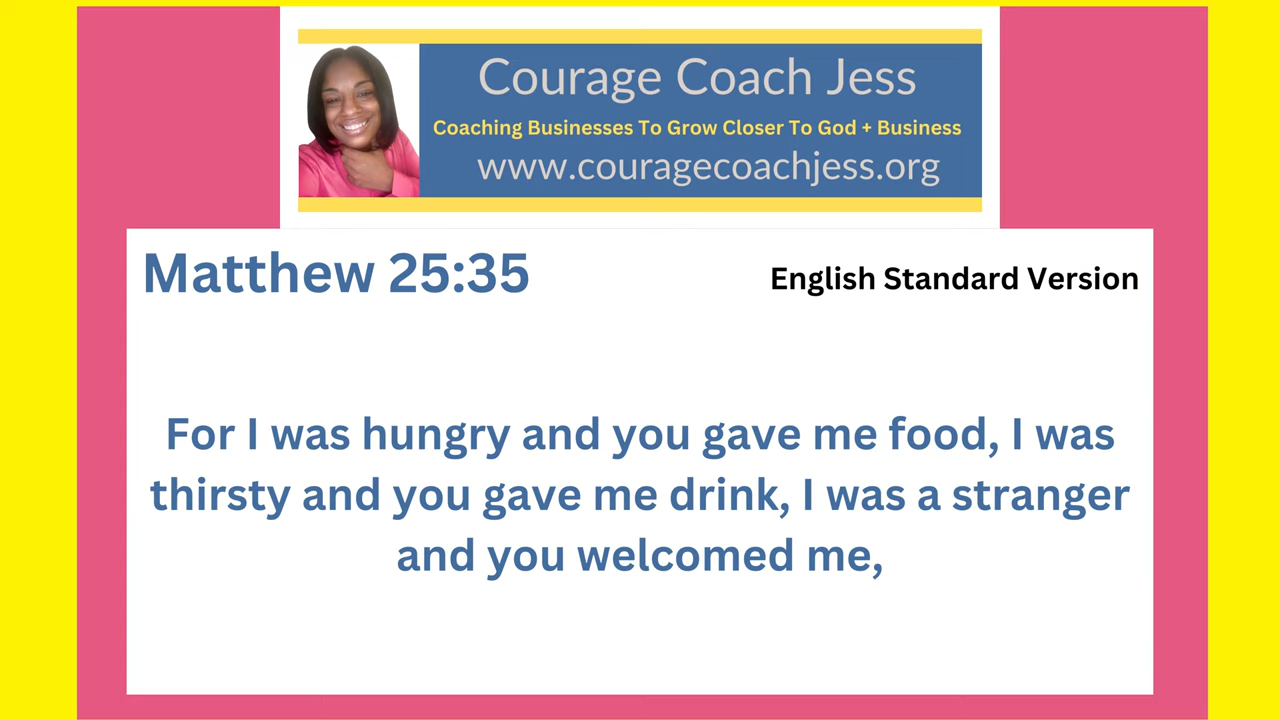 Courage Coach Jess
Coaching Businesses To Grow Closer To God + Business
www.couragecoachjess.org
Matthew 25:35
English Standard Version
For I was hungry and you gave me food, I was
thirsty and you gave me drink, I was a stranger
and you welcomed me,